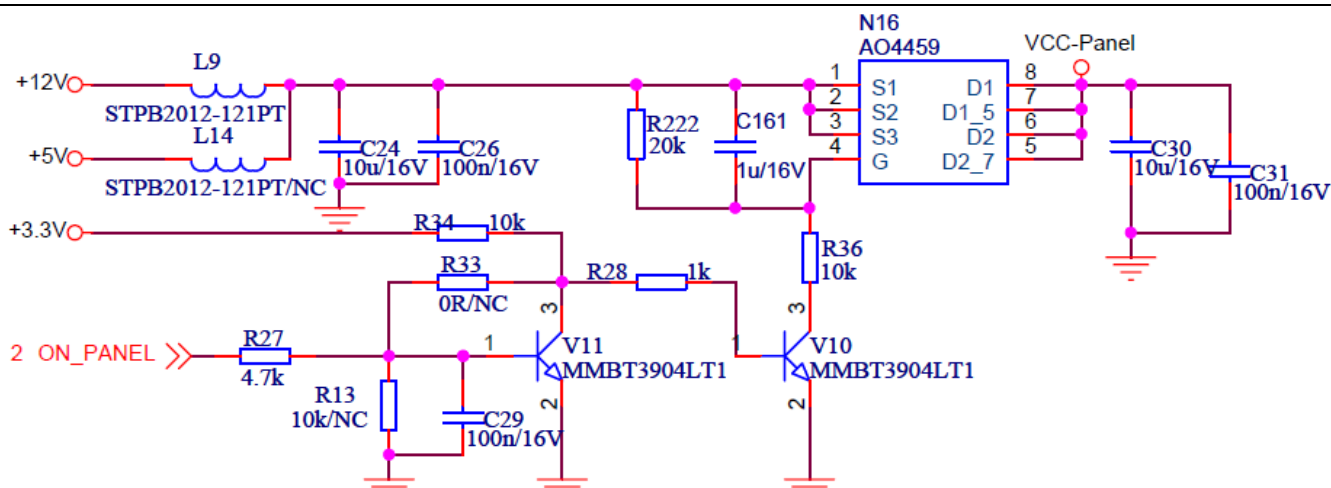 N16
AO4459
VCC-Panel
L9
+12V
STPB2012-121PT
L14
+5V
STPB2012-121PT/NC
C24
10u/16V
C26
100n/16V
R222
20k
C161
1u/16V
1 S1 D1 8
2 S2 D1_5 7
3 S3 D2 6
4 G D2_7 5
C30
10u/16V
C31
100n/16V
+3.3V
R34 10k
R33
0R/NC
R28 1k
R36
10k
2 ON_PANEL
R27
4.7k
R13
10k/NC
C29
100n/16V
3
1
V11
MMBT3904LT1
2
3
1
V10
MMBT3904LT1
2